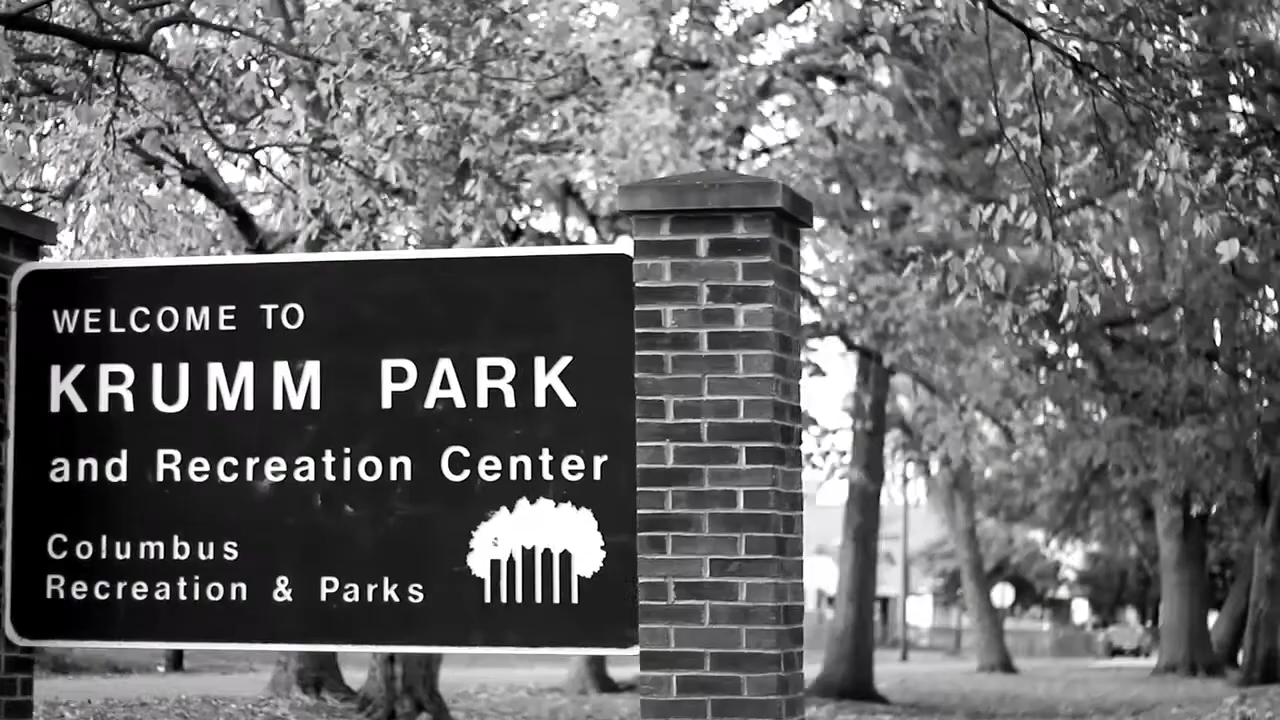 WELCOME TO
KRUMM PARK
and Recreation Center
Columbus
Recreation & Parks